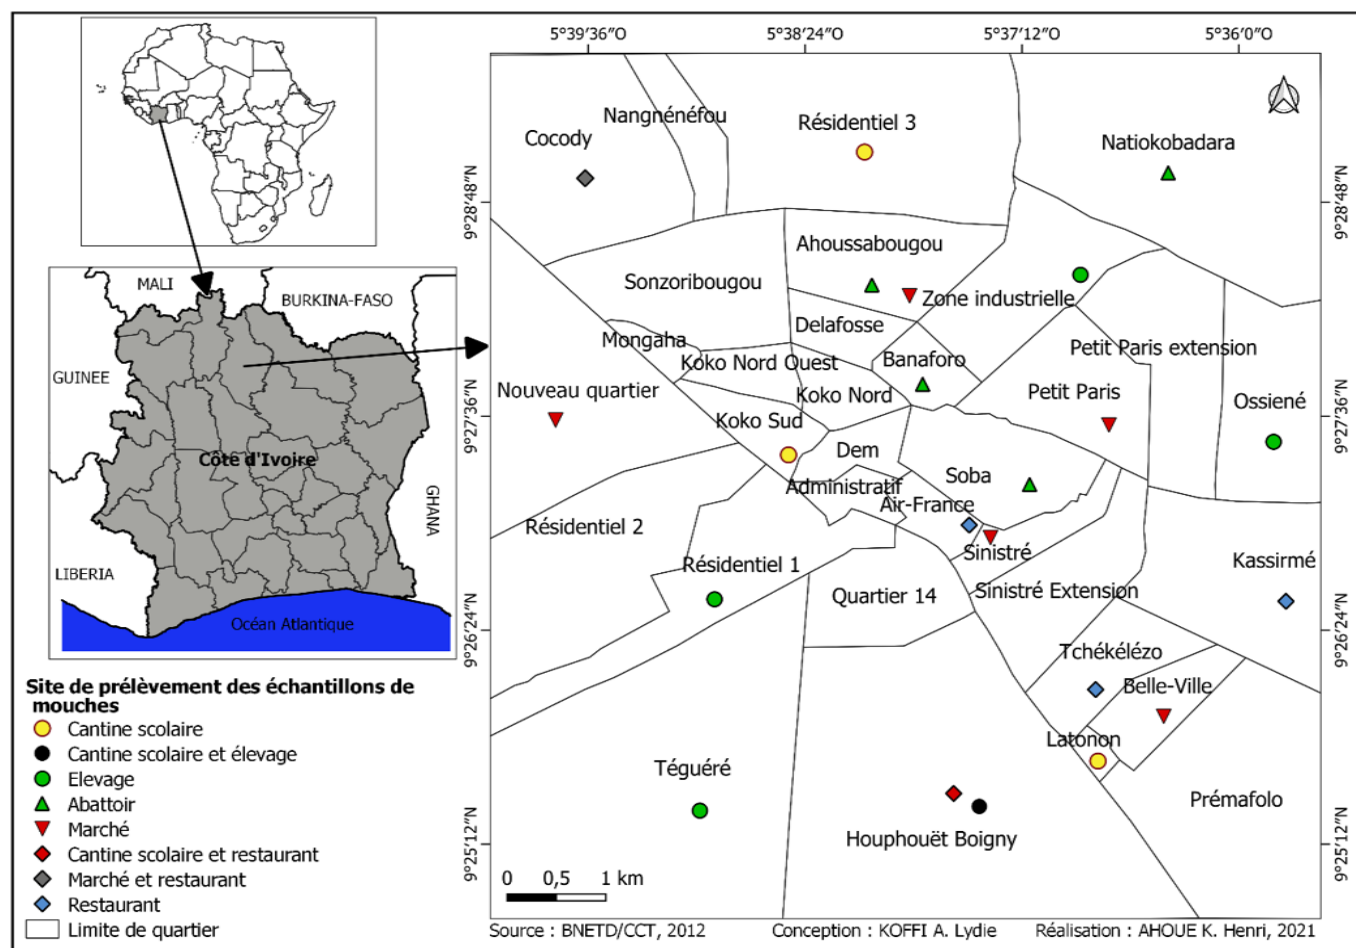 5°39'36"O
5°38'24"O
5°37'12"O
5°36'0"O
9°28'48"N
9°27'36"N
9°26'24"N
9°25'12"N
9°28'48"N
9°27'36"N
9°26'24"N
9°25'12"N
MALI
BURKINA-FASO
GUINEE
Côte d'Ivoire
GHANA
LIBERIA
Océan Atlantique
Nangnénéfou
Résidentiel 3
Cocody
Natiokobadara
Ahoussabougou
Sonzoribougou
Zone industrielle
Delafosse
Mongaha
Koko Nord Ouest
Banaforo
Petit Paris extension
Nouveau quartier
Koko Nord
Petit Paris
Ossiené
Koko Sud
Dem
Soba
Administratif
Air-France
Résidentiel 2
Sinistré
Kassirmé
Résidentiel 1
Quartier 14
Sinistré Extension
Tchékélézo
Belle-Ville
Latonon
Téguéré
Prémafolo
Houphouët Boigny
Site de prélèvement des échantillons de
mouches
Cantine scolaire
Cantine scolaire et élevage
Elevage
Abattoir
Marché
Cantine scolaire et restaurant
Marché et restaurant
Restaurant
Limite de quartier
0 0,5 1 km
Source : BNETD/CCT, 2012 Conception : KOFFI A. Lydie Réalisation : AHOUE K. Henri, 2021